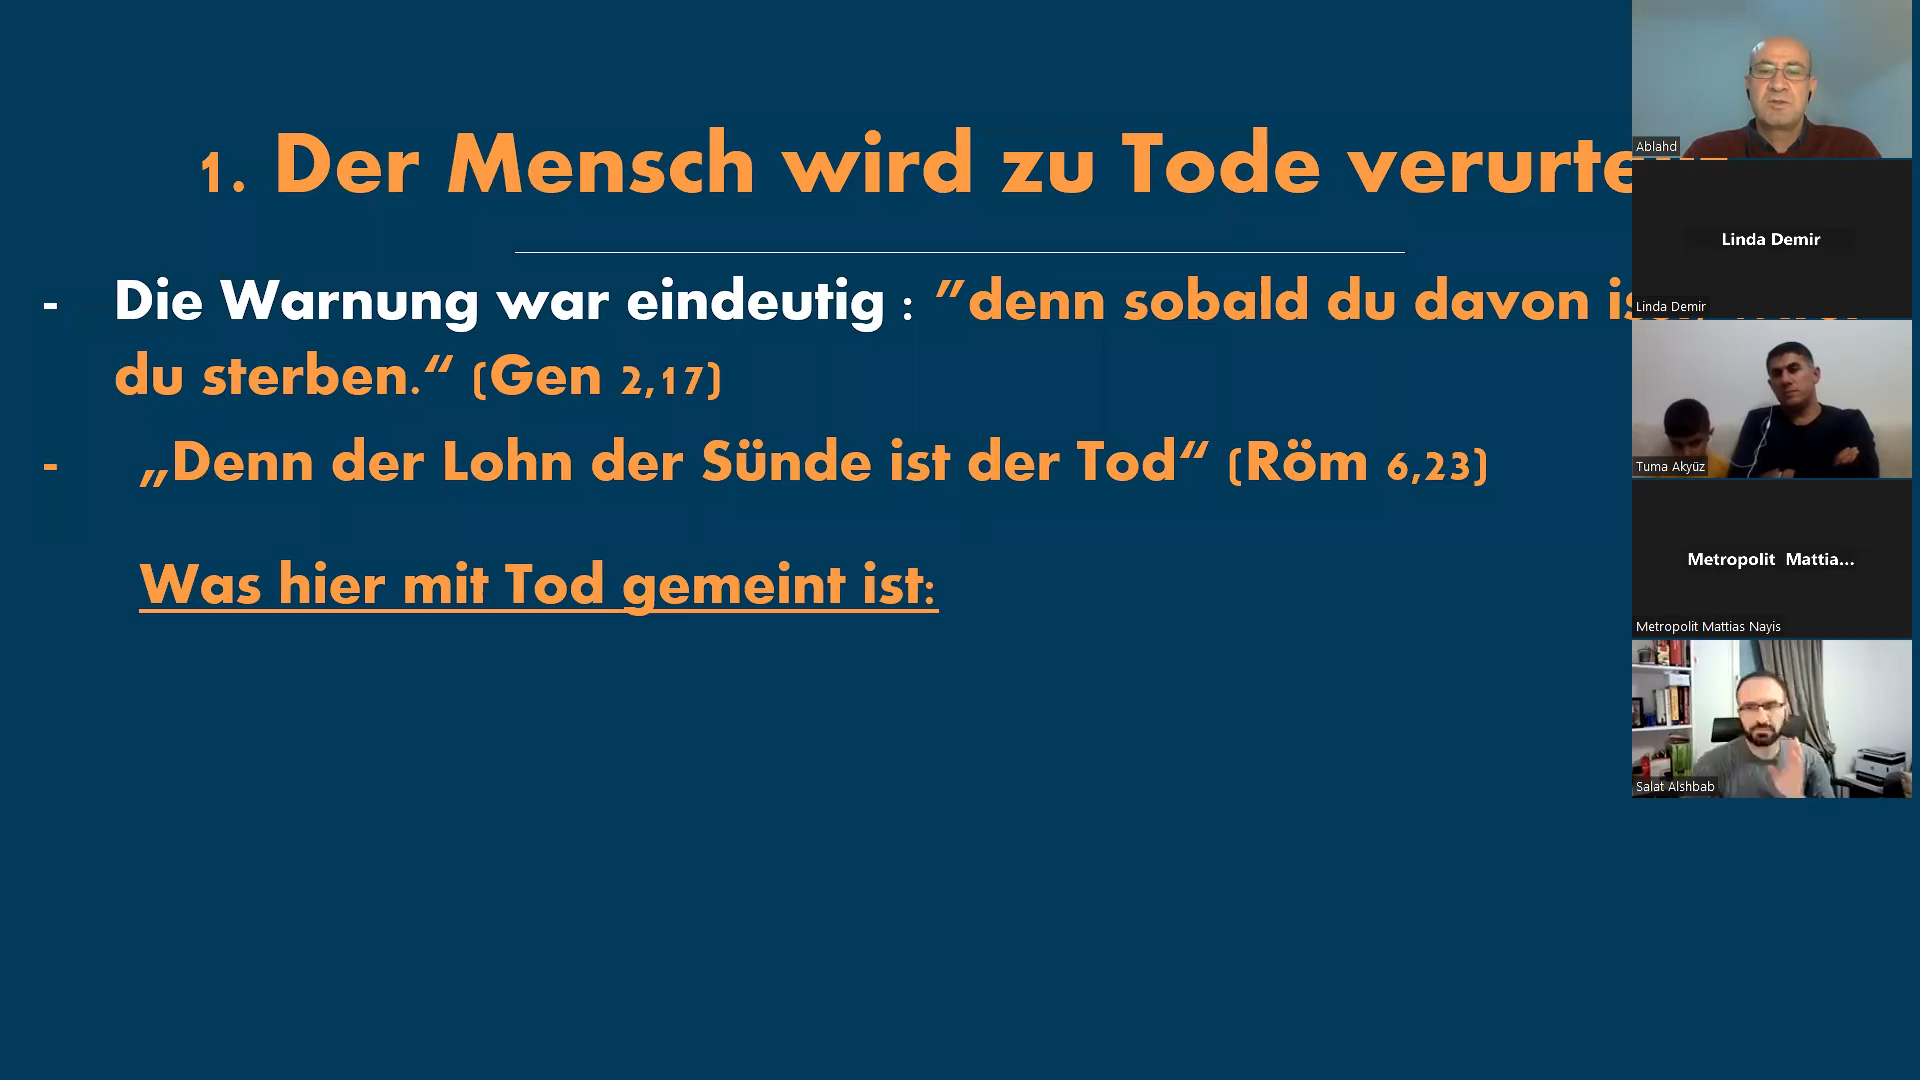 1. Der Mensch wird zu Tode
- Die Warnung war eindeutig : ”denn sobald du davon
du sterben.“ (Gen 2,17)
- „Denn der Lohn der Sünde ist der Tod“ (Röm 6,23)
Was hier mit Tod gemeint ist:
Ablahd
Linda Demir
Linda Demir
Tuma Akyüz
Metropolit Mattia...
Metropolit Mattias Nayis
Salat Alshbab